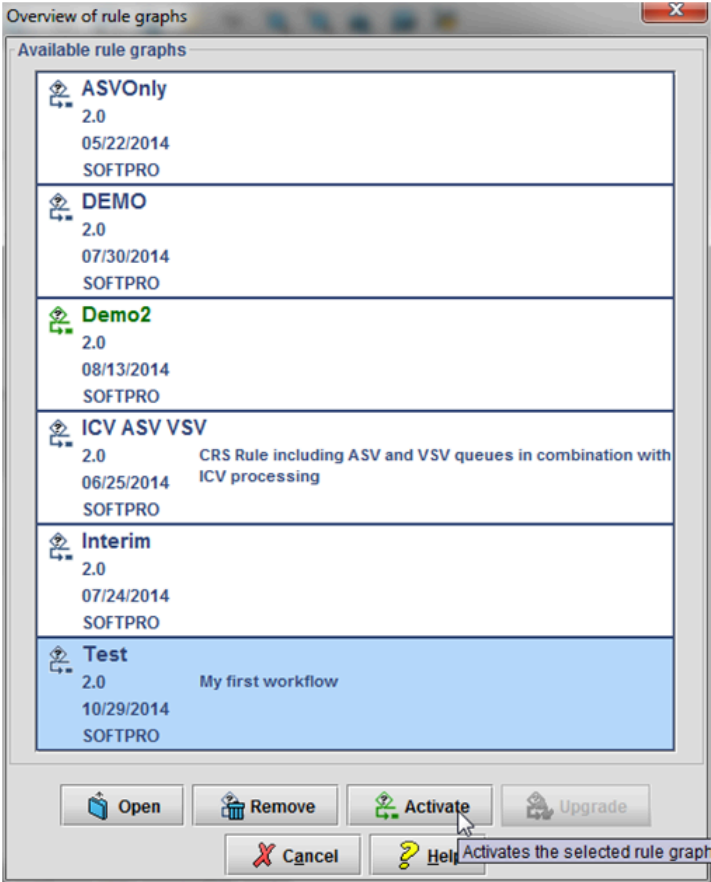 Overview of rule graphs
X
Available rule graphs
ASVOnly
2.0
05/22/2014
SOFTPRO
DEMO
2.0
07/30/2014
SOFTPRO
Demo2
2.0
08/13/2014
SOFTPRO
ICV ASV VSV
2.0 CRS Rule including ASV and VSV queues in combination with
06/25/2014 ICV processing
SOFTPRO
Interim
2.0
07/24/2014
SOFTPRO
Test
2.0 My first workflow
10/29/2014
SOFTPRO
Open Remove Activate Upgrade
Cancel Help
Activates the selected rule graph